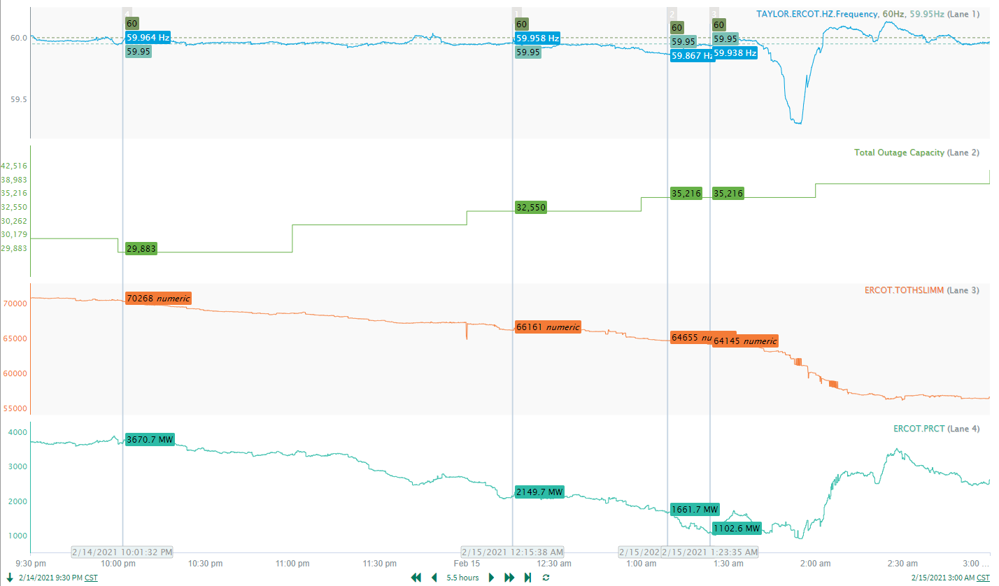 4 1 2 3
TAYLOR.ERCOT.HZ.Frequency, 60Hz, 59.95Hz (Lane 1)
60 60 60 60
60.0
59.964 Hz 59.958 Hz 59.95 59.95
59.95 59.95 59.867 Hz 59.938 Hz
59.5
Total Outage Capacity (Lane 2)
42,516
38,983
35,216 35,216 35,216
32,550 32,550
30,262
30,179
29,883 29,883
ERCOT.TOTHSLIMM (Lane 3)
70000 70268 numeric
66161 numeric
65000 64655 nu 64145 numeric
60000
55000
ERCOT.PRCT (Lane 4)
4000
3670.7 MW
3000
2149.7 MW
2000
1661.7 MW
1102.6 MW
1000
2/14/2021 10:01:32 PM 2/15/2021 12:15:38 AM 2/15/202 2/15/2021 1:23:35 AM
9:30 pm 10:00 pm 10:30 pm 11:00 pm 11:30 pm Feb 15 12:30 am 1:00 am 1:30 am 2:00 am 2:30 am 3:00 ...
2/14/2021 9:30 PM CST 5.5 hours 2/15/2021 3:00 AM CST